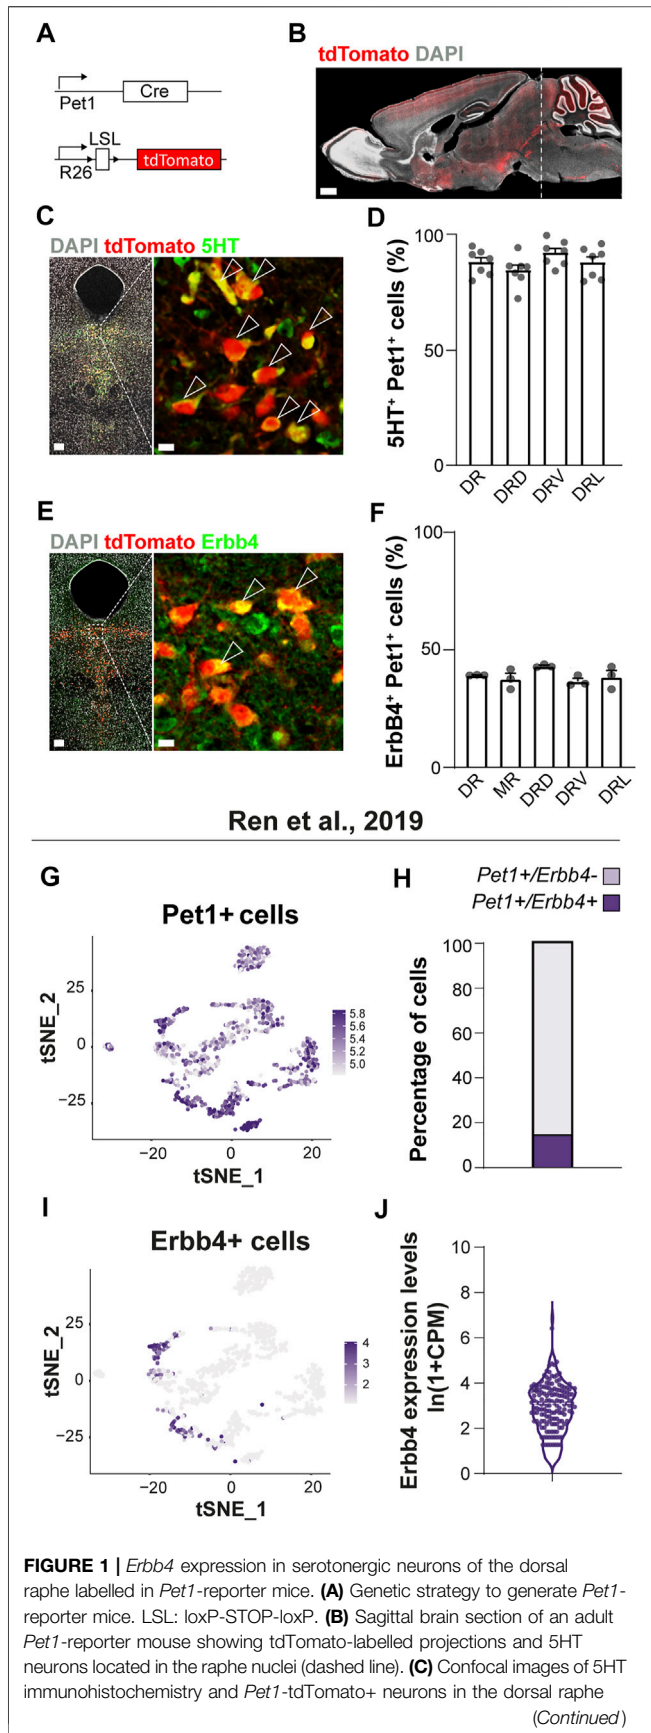 A
Pet1
Cre
LSL
R26
tdTomato
B
tdTomato DAPI
C
DAPI tdTomato 5HT
D
5HT+ Pet1+ cells (%)
100
50
0
DR
DRD
DRV
DRL
E
DAPI tdTomato Erbb4
F
ErbB4+ Pet1+ cells (%)
100
50
0
DR
MR
DRD
DRV
DRL
Ren et al., 2019
G
Pet1+ cells
tSNE_2
25
0
−25
−20
0
20
tSNE_1
5.8
5.6
5.4
5.2
5.0
H
Pet1+/Erbb4-
Pet1+/Erbb4+
Percentage of cells
100
80
60
40
20
0
I
Erbb4+ cells
tSNE_2
25
0
−25
−20
0
20
tSNE_1
4
3
2
J
Erbb4 expression levels
ln(1+CPM)
10
8
6
4
2
0
FIGURE 1 | Erbb4 expression in serotonergic neurons of the dorsal
raphe labelled in Pet1-reporter mice. (A) Genetic strategy to generate Pet1-
reporter mice. LSL: loxP-STOP-loxP. (B) Sagittal brain section of an adult
Pet1-reporter mouse showing tdTomato-labelled projections and 5HT
neurons located in the raphe nuclei (dashed line). (C) Confocal images of 5HT
immunohistochemistry and Pet1-tdTomato+ neurons in the dorsal raphe
(Continued)